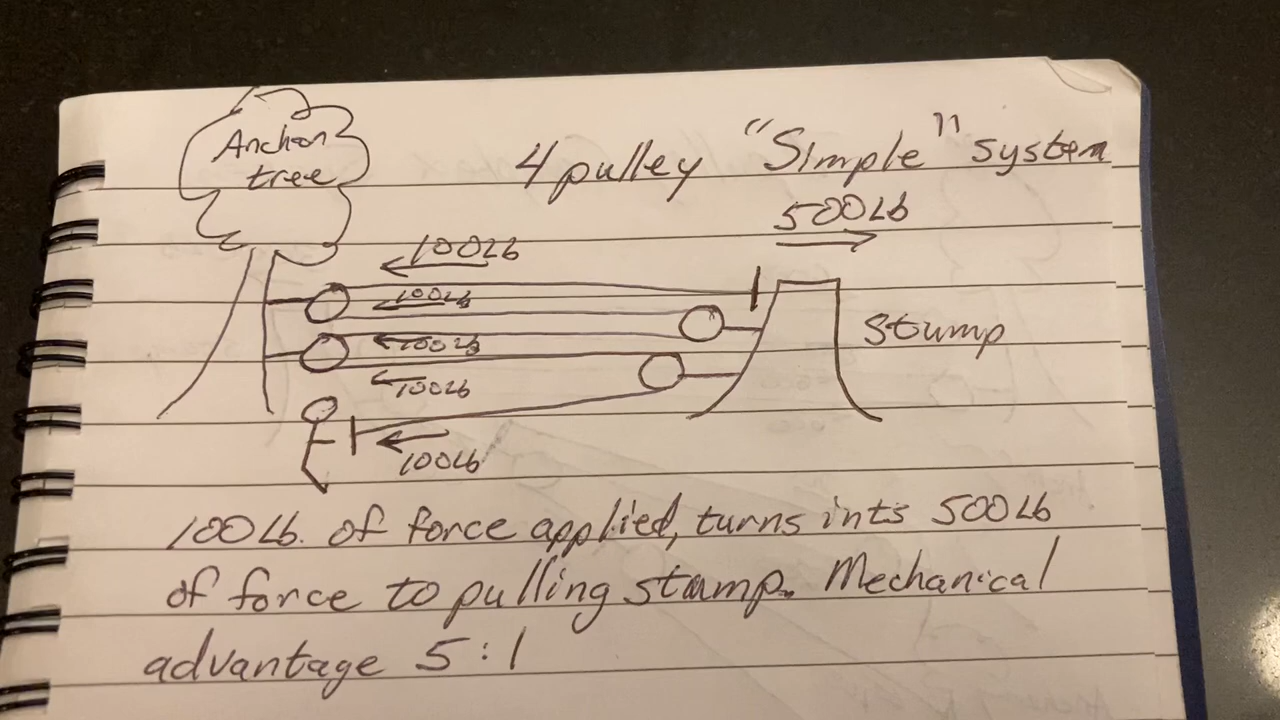 Anchor
tree
4 pulley "Simple" system
500Lb
100Lb
100Lb
100Lb
100Lb
100Lb
Stump
100Lb. of force applied, turns ints 500Lb
of force to pulling stump. Mechanical
advantage 5:1